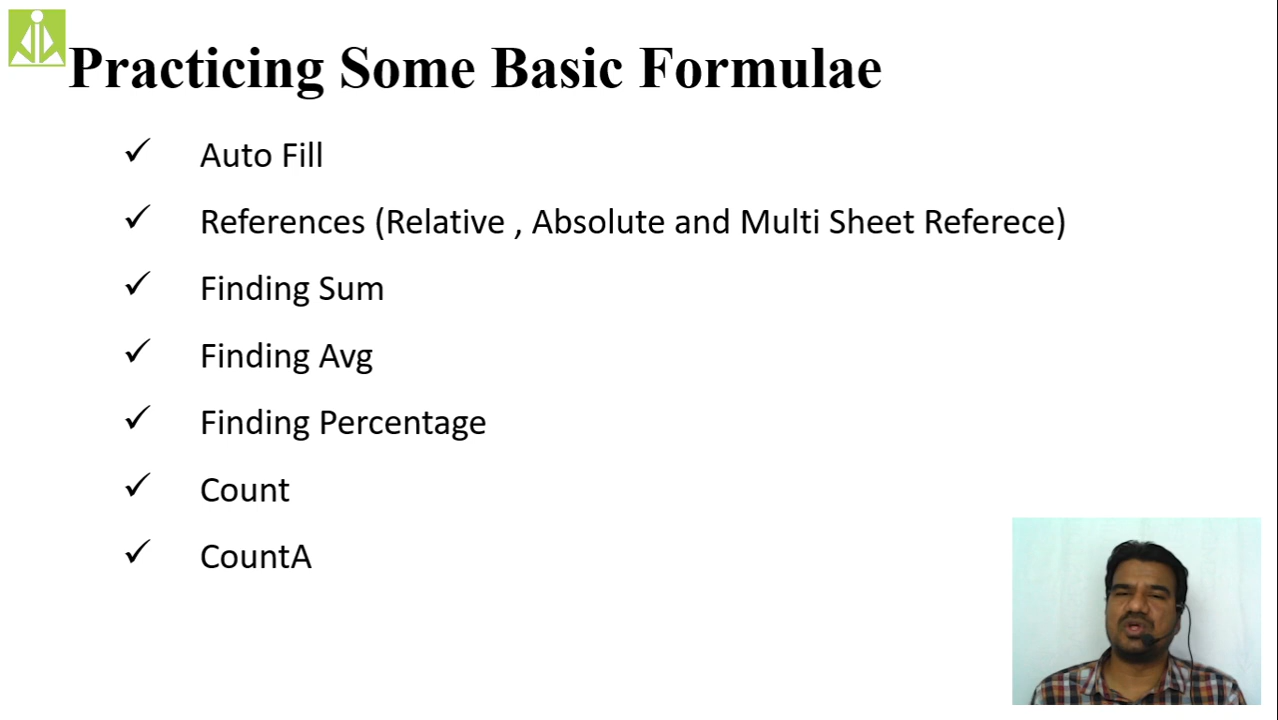 Practicing Some Basic Formulae
✓ Auto Fill
✓ References (Relative , Absolute and Multi Sheet Referece)
✓ Finding Sum
✓ Finding Avg
✓ Finding Percentage
✓ Count
✓ CountA